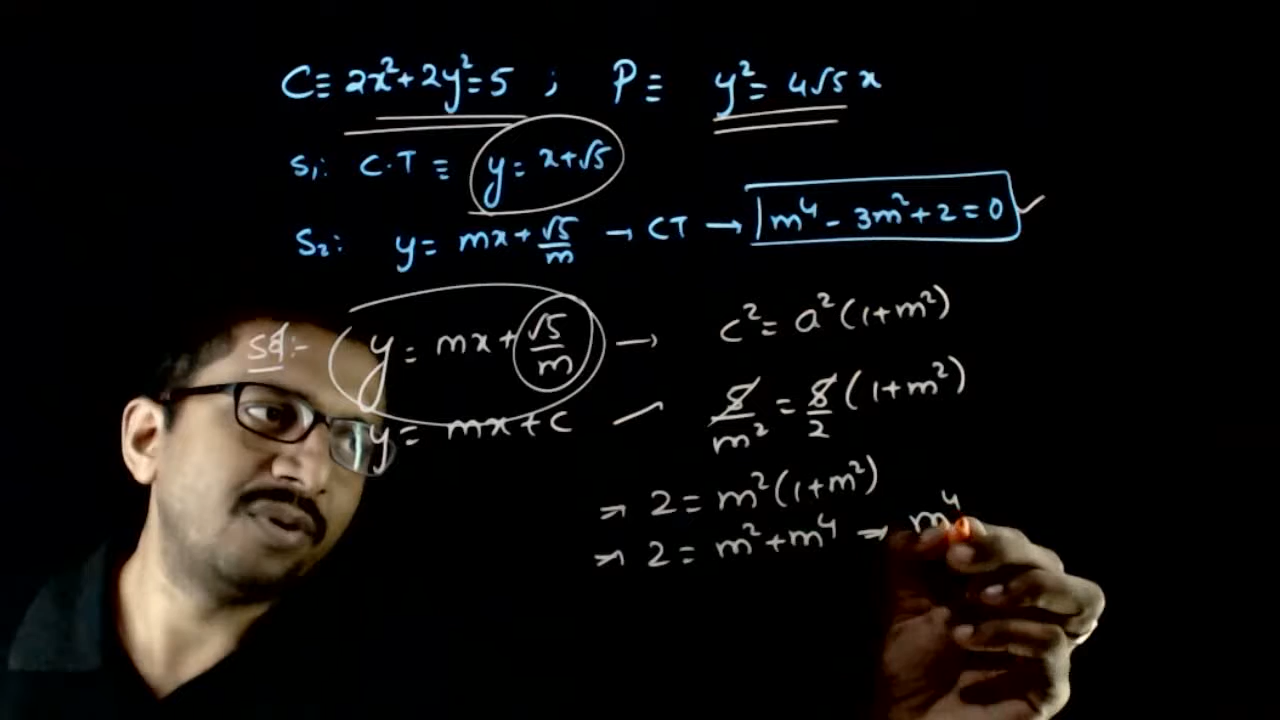 C ≡ 2x²+2y²=5 ; P ≡ y²= 4√5 x
S₁: C.T ≡ y= x+√5
S₂: y= mx+√5/m → CT → m⁴ - 3m²+2=0 ✓
y= mx+√5/m → c²= a²(1+m²)
y= mx+c 5/m² = 5/2 (1+m²)
⇒ 2= m²(1+m²)
⇒ 2= m²+m⁴ ⇒ m⁴